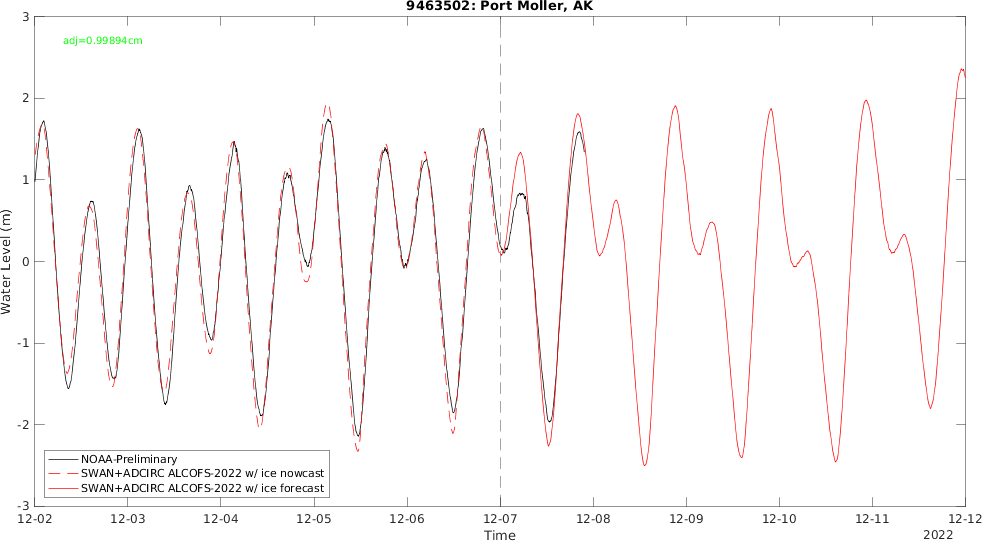 9463502: Port Moller, AK
adj=0.99894cm
3
2
1
0
-1
-2
-3
Water Level (m)
NOAA-Preliminary
SWAN+ADCIRC ALCOFS-2022 w/ ice nowcast
SWAN+ADCIRC ALCOFS-2022 w/ ice forecast
12-02 12-03 12-04 12-05 12-06 12-07 12-08 12-09 12-10 12-11 12-12
Time
2022